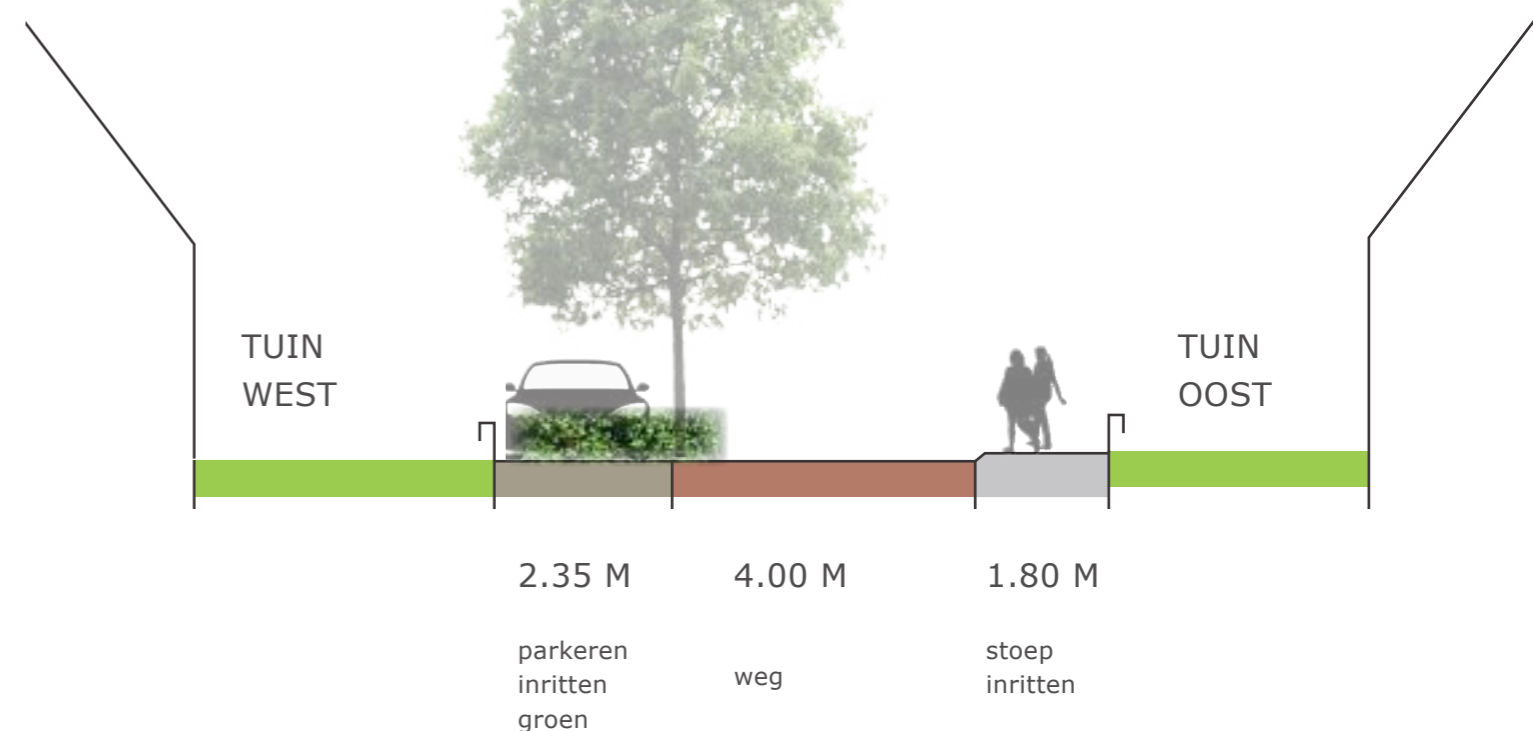 TUIN
WEST
TUIN
OOST
2.35 M
4.00 M
1.80 M
parkeren
inritten
groen
weg
stoep
inritten